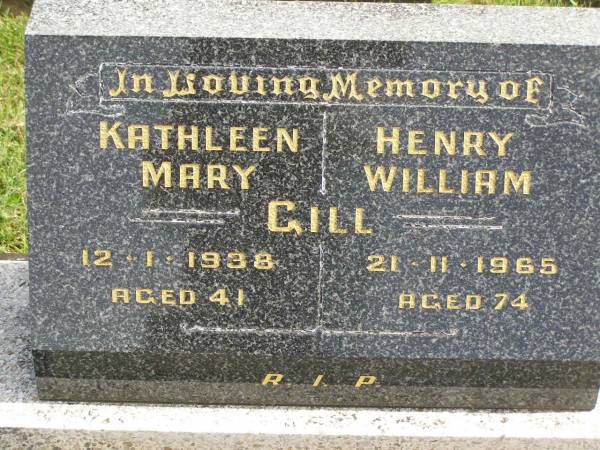 In Loving Memory of
KATHLEEN MARY
HENRY WILLIAM
GILL
12·1·1938
AGED 41
21·11·1965
AGED 74
R. I. P.